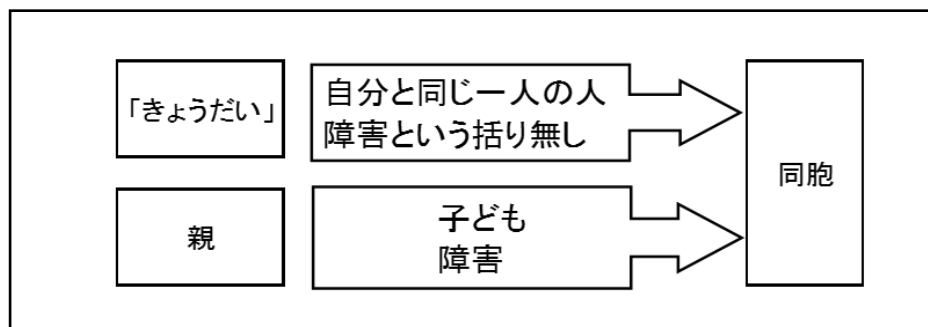 「きょうだい」
自分と同じ一人の人
障害という括り無し
同胞
親
子ども
障害